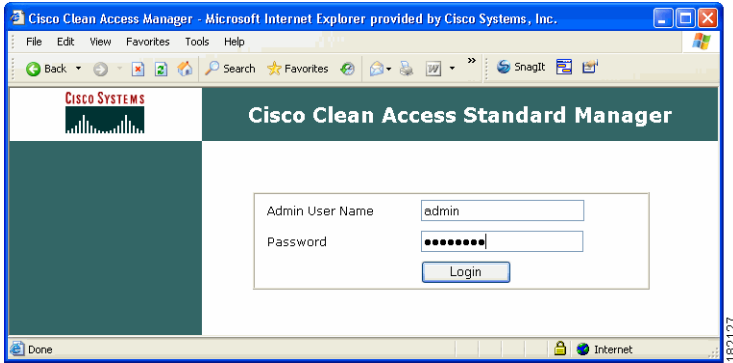 Cisco Clean Access Manager - Microsoft Internet Explorer provided by Cisco Systems, Inc.
File Edit View Favorites Tools Help
Back Search Favorites W » SnagIt
CISCO SYSTEMS
Cisco Clean Access Standard Manager
Admin User Name admin
Password ●●●●●●●●
Login
Done Internet
182127